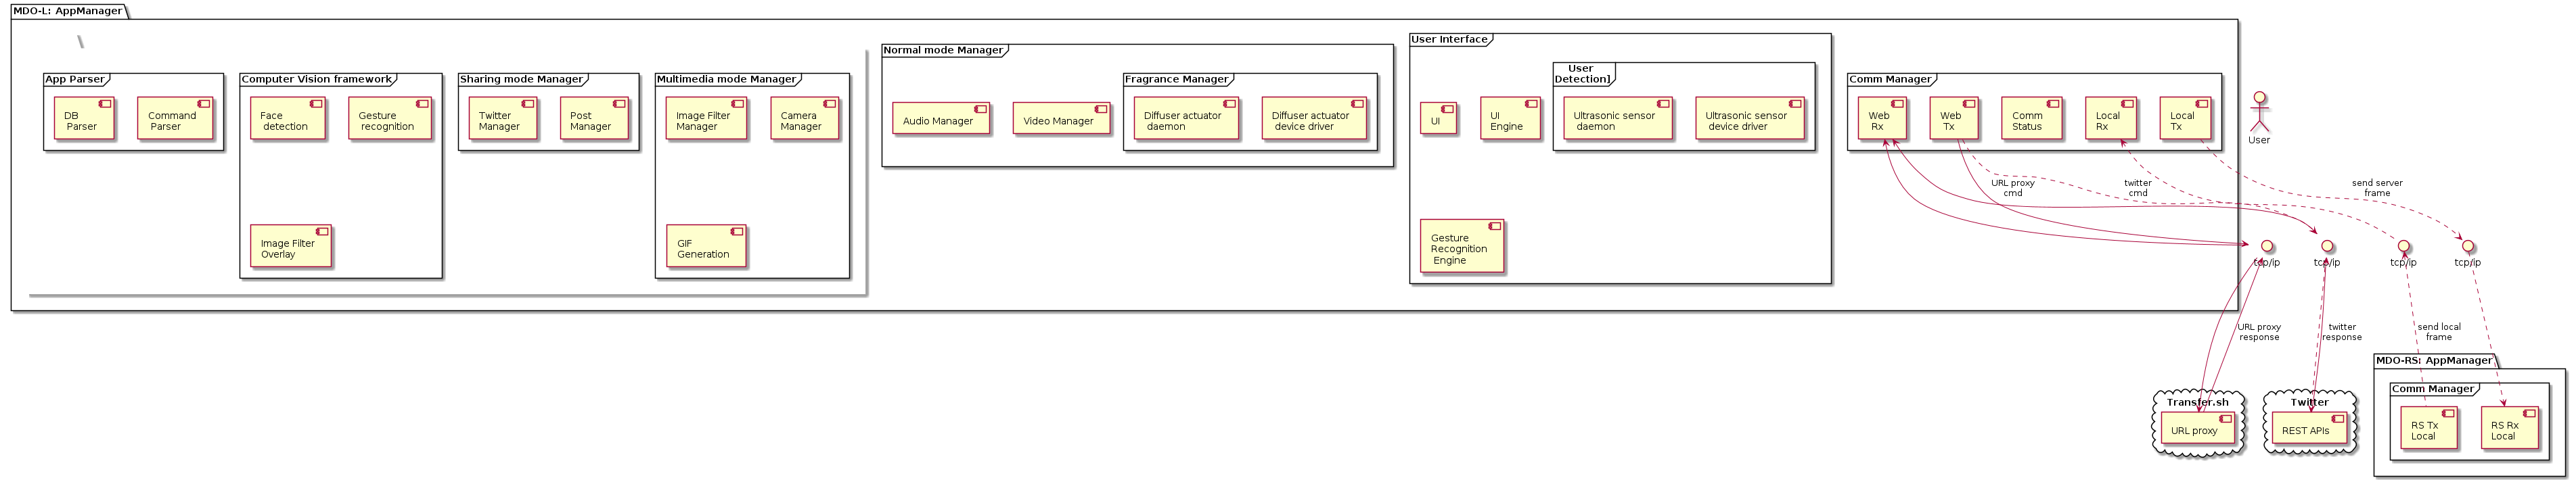 MDO-L: AppManager
App Parser
DB
Parser
Command
Parser
Computer Vision framework
Face
detection
Gesture
recognition
Image Filter
Overlay
Sharing mode Manager
Twitter
Manager
Post
Manager
Multimedia mode Manager
Image Filter
Manager
Camera
Manager
GIF
Generation
Normal mode Manager
Audio Manager
Video Manager
Fragrance Manager
Diffuser actuator
daemon
Diffuser actuator
device driver
User Interface
UI
UI
Engine
User
Detection]
Ultrasonic sensor
daemon
Ultrasonic sensor
device driver
Gesture
Recognition
Engine
Comm Manager
Web
Rx
Web
Tx
Comm
Status
Local
Rx
Local
Tx
User
URL proxy
cmd
twitter
cmd
send server
frame
tcp/ip
tcp/ip
tcp/ip
tcp/ip
URL proxy
response
twitter
response
send local
frame
Transfer.sh
URL proxy
Twitter
REST APIs
MDO-RS: AppManager
Comm Manager
RS Tx
Local
RS Rx
Local